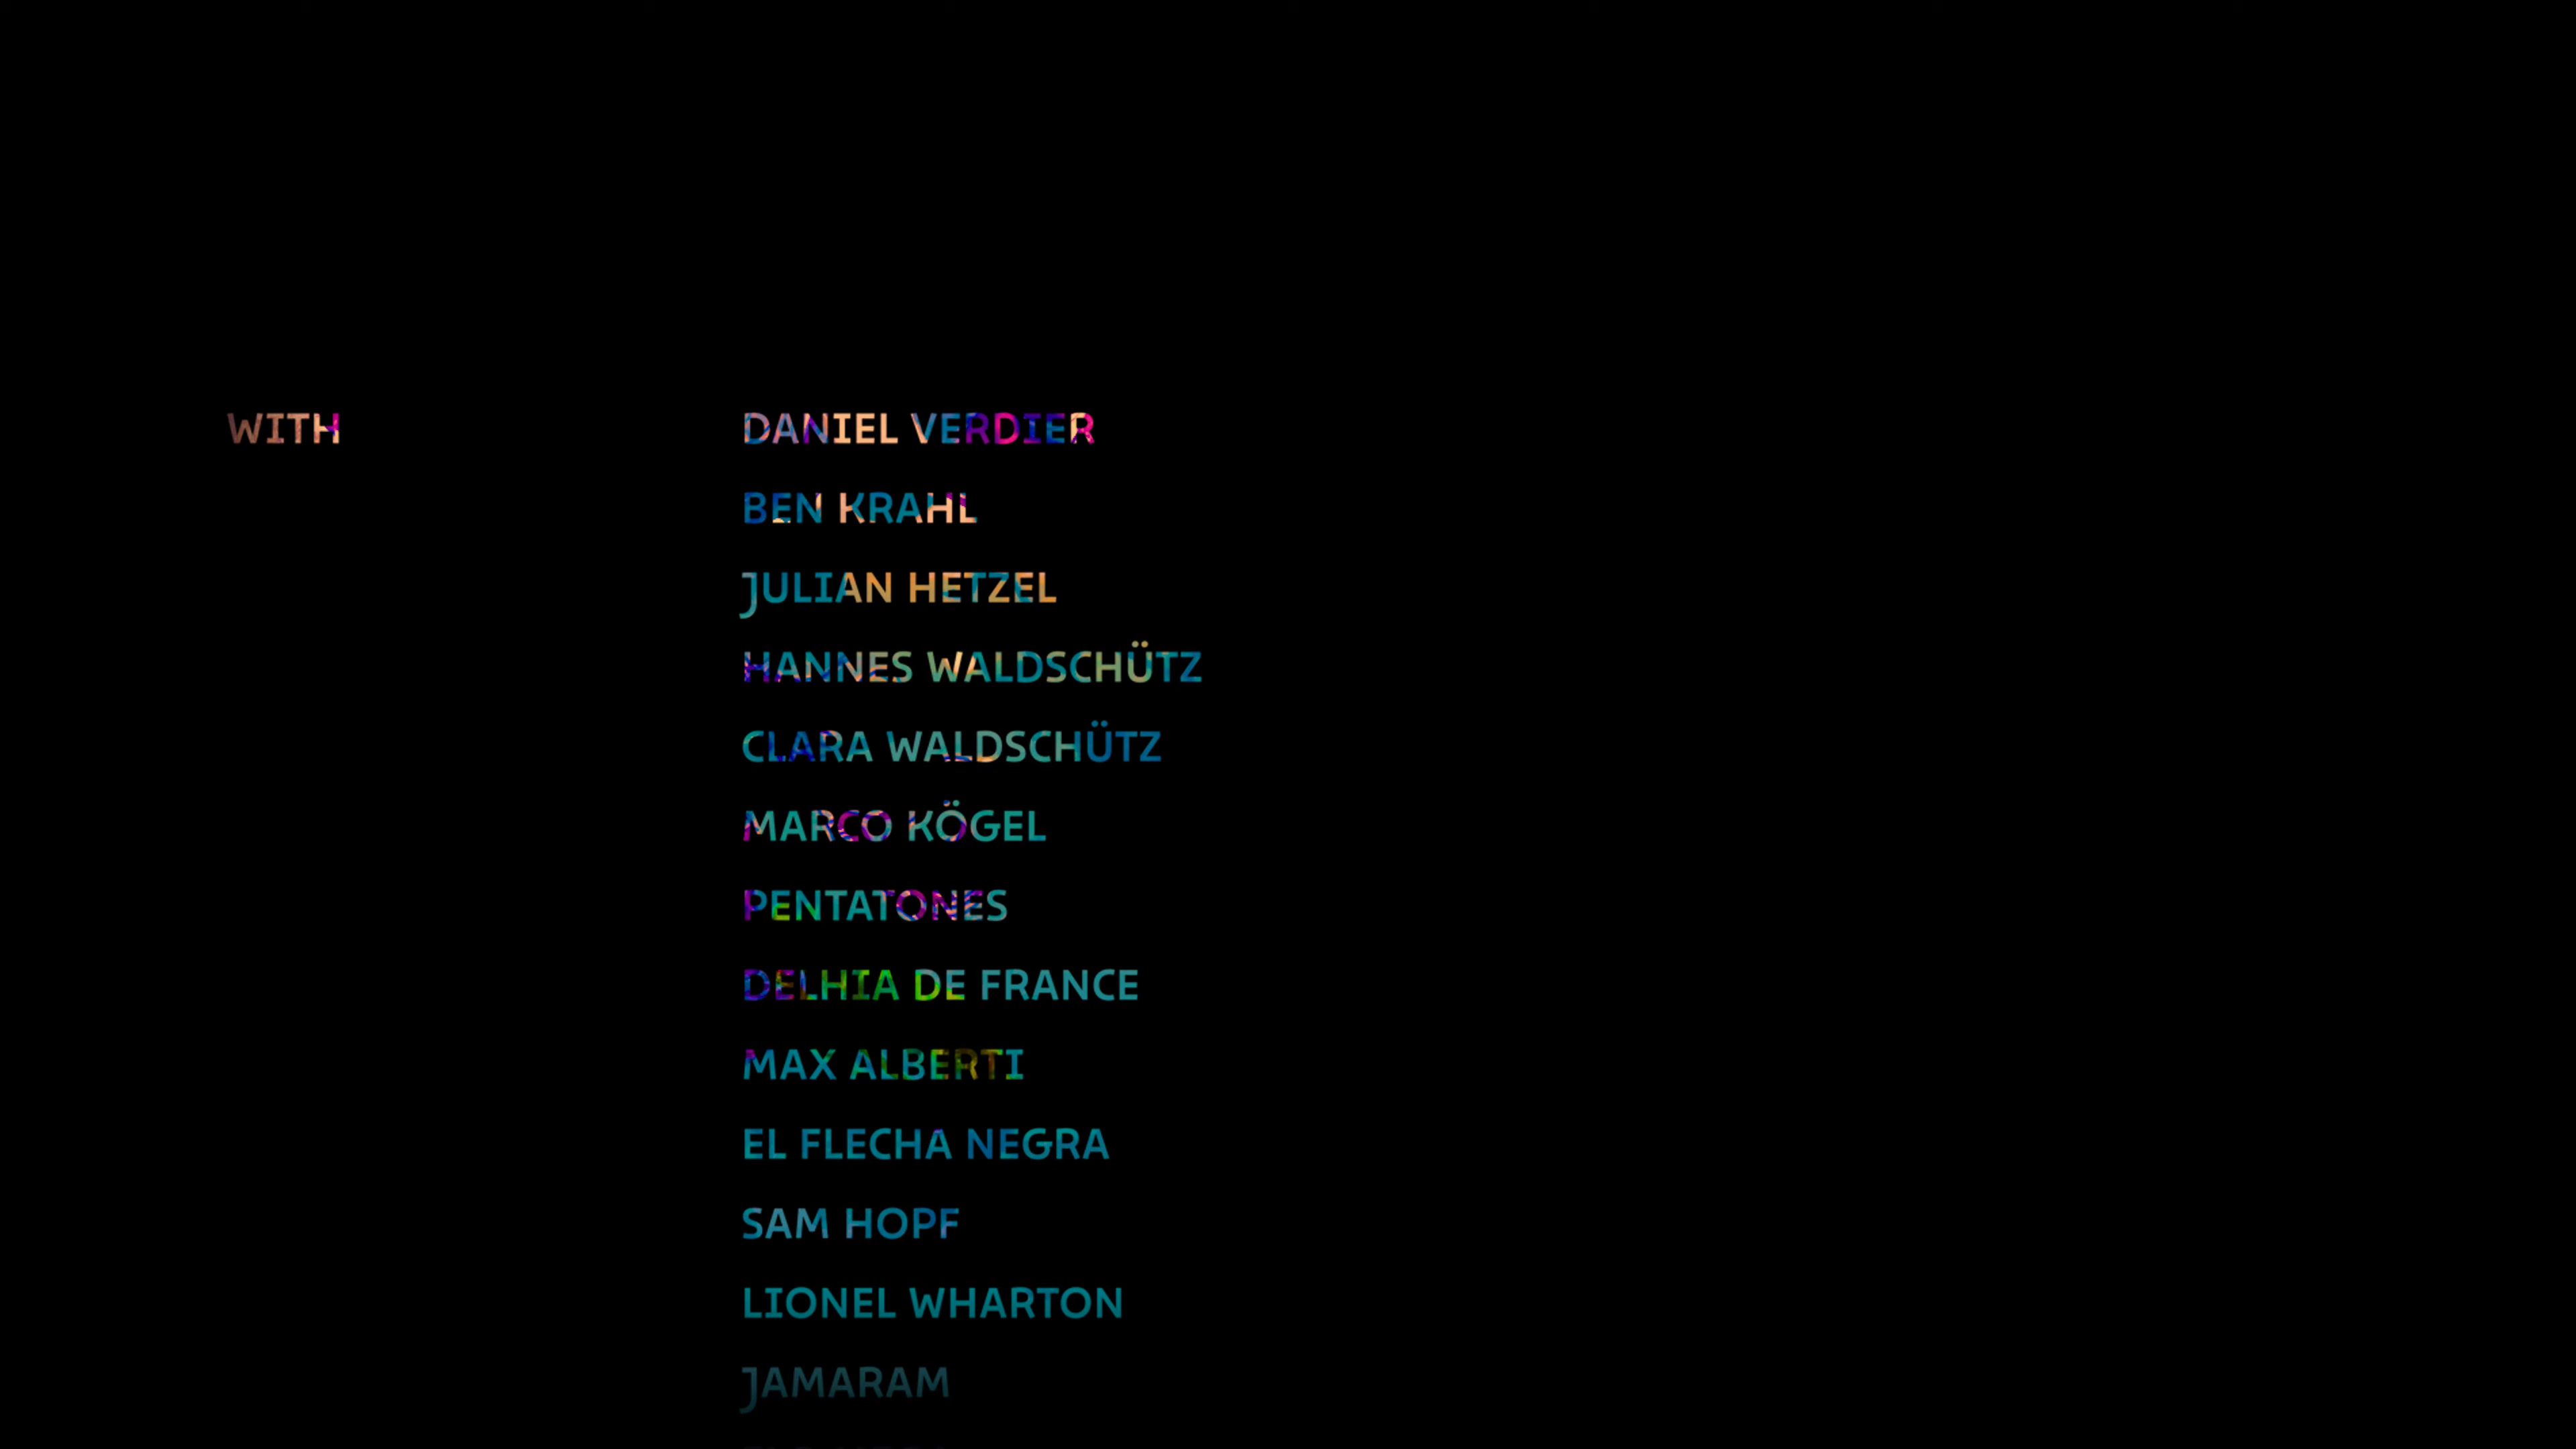 WITH DANIEL VERDIER
BEN KRAHL
JULIAN HETZEL
HANNES WALDSCHÜTZ
CLARA WALDSCHÜTZ
MARCO KÖGEL
PENTATONES
DELHIA DE FRANCE
MAX ALBERTI
EL FLECHA NEGRA
SAM HOPF
LIONEL WHARTON
JAMARAM